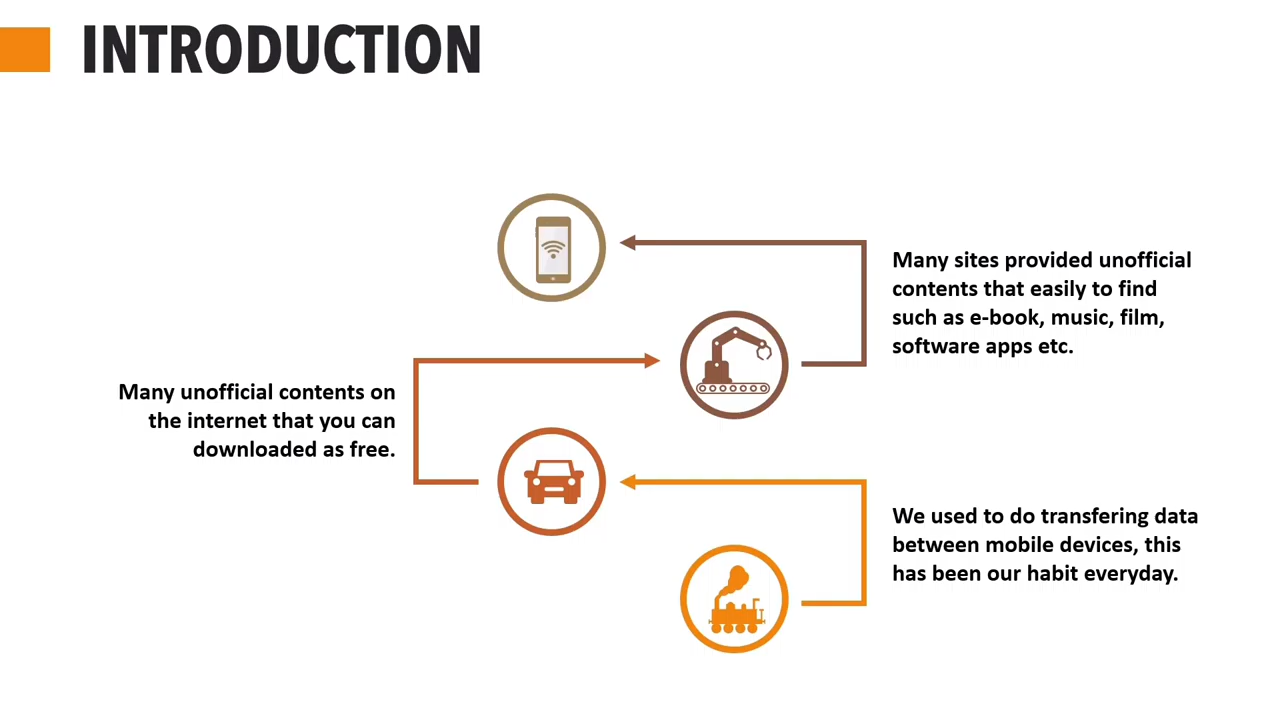 INTRODUCTION
Many sites provided unofficial
contents that easily to find
such as e-book, music, film,
software apps etc.
Many unofficial contents on
the internet that you can
downloaded as free.
We used to do transfering data
between mobile devices, this
has been our habit everyday.